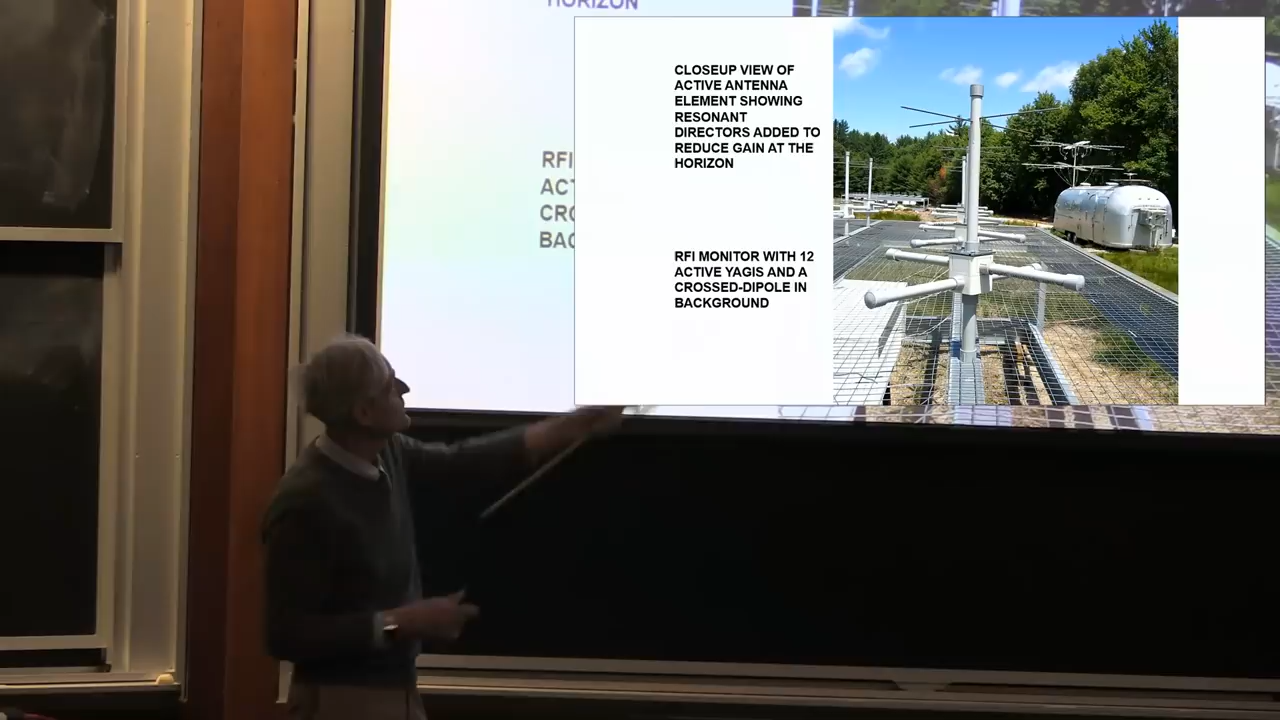 HORIZON
RFI
CLOSEUP VIEW OF
ACTIVE ANTENNA
ELEMENT SHOWING
RESONANT
DIRECTORS ADDED TO
REDUCE GAIN AT THE
HORIZON
RFI MONITOR WITH 12
ACTIVE YAGIS AND A
CROSSED-DIPOLE IN
BACKGROUND